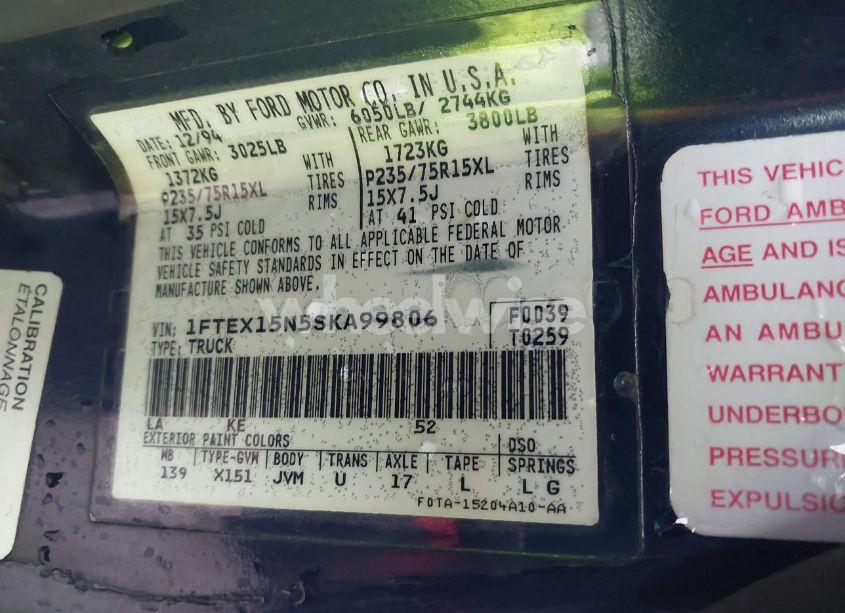 MFD. BY FORD MOTOR CO. IN U.S.A.
DATE: 12/94 GVWR: 6050LB/ 2744KG
FRONT GAWR: 3025LB REAR GAWR: 3800LB
1372KG WITH 1723KG WITH
P235/75R15XL TIRES P235/75R15XL TIRES
15X7.5J RIMS 15X7.5J RIMS
AT 35 PSI COLD AT 41 PSI COLD
THIS VEHICLE CONFORMS TO ALL APPLICABLE FEDERAL MOTOR
VEHICLE SAFETY STANDARDS IN EFFECT ON THE DATE OF
MANUFACTURE SHOWN ABOVE.
VIN: 1FTEX15N5SKA99806 F0039
TYPE: TRUCK T0259
LA KE 52
EXTERIOR PAINT COLORS DSO
WB TYPE-GVM BODY TRANS AXLE TAPE SPRINGS
139 X151 JVM U 17 L L G
F0TA-15204A10-AA
CALIBRATION
ÉTALONNAGE
THIS VEHIC
FORD AMB
AGE AND IS
AMBULANC
AN AMBU
WARRANT
UNDERBO
PRESSUR
EXPULSIO
wheelwise